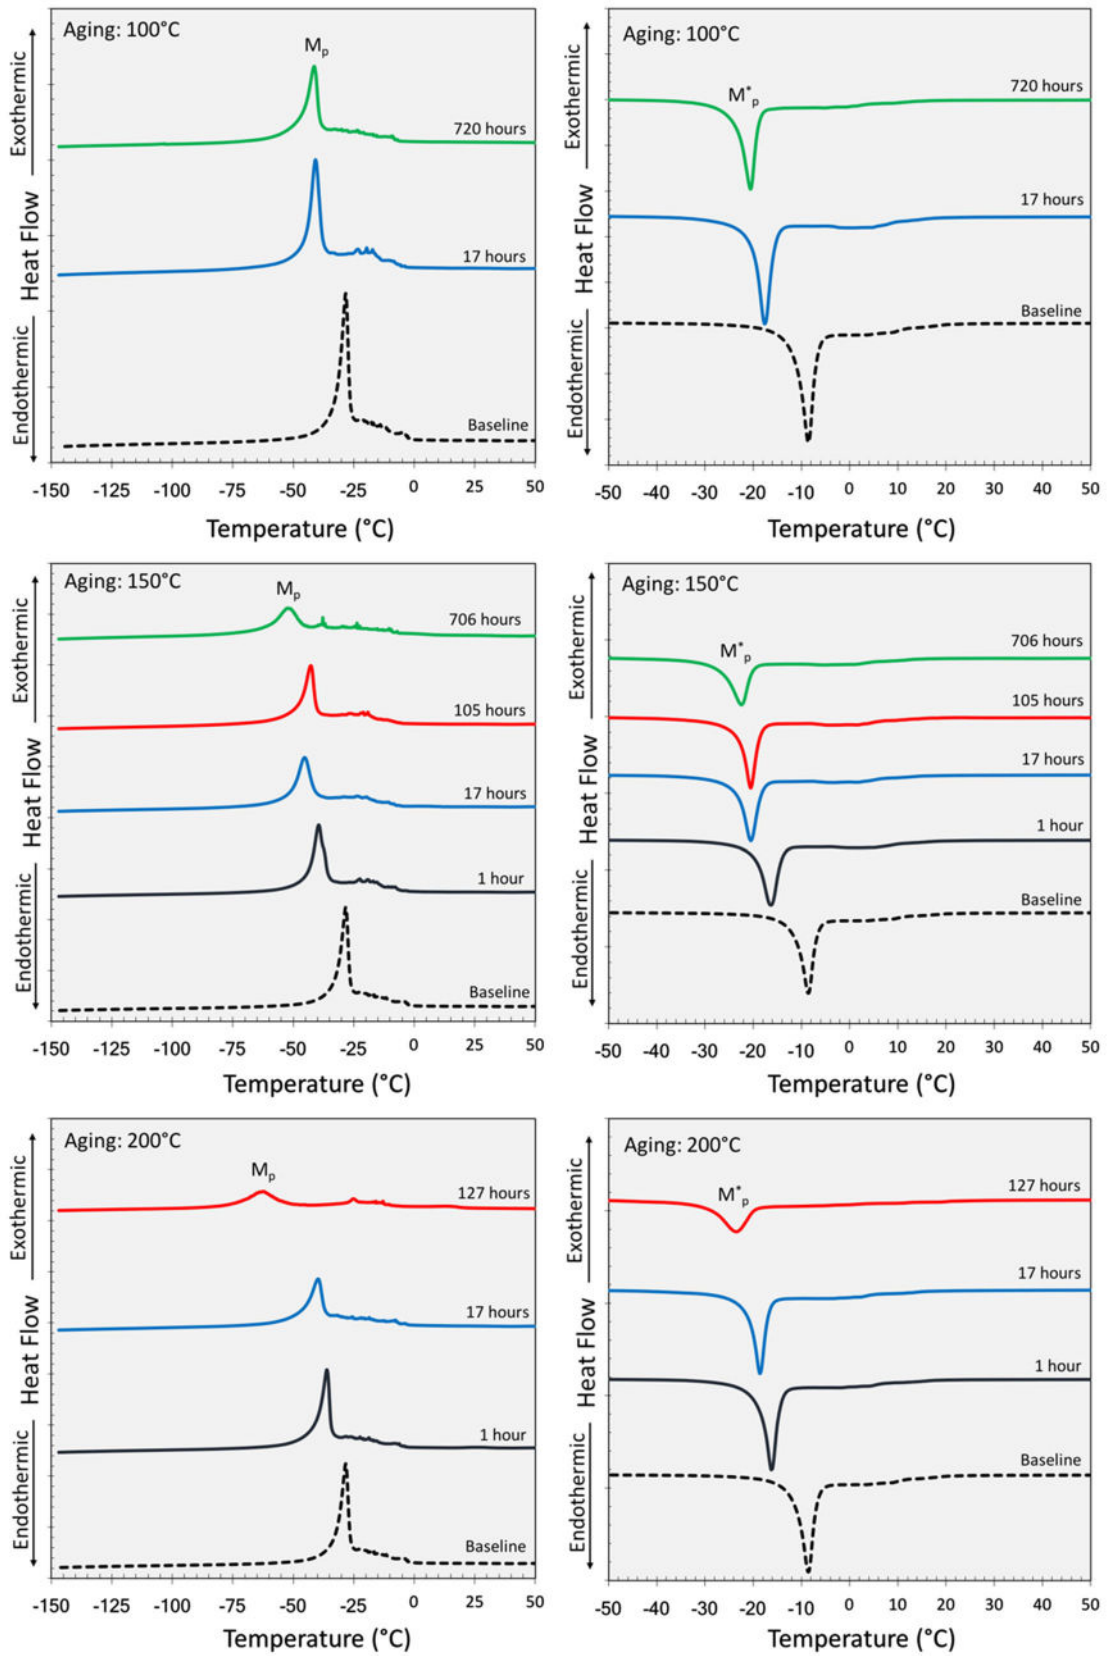 Aging: 100°C
Exothermic
Heat Flow
Endothermic
Mp
720 hours
17 hours
Baseline
-150 -125 -100 -75 -50 -25 0 25 50
Temperature (°C)
Aging: 100°C
Exothermic
Heat Flow
Endothermic
M*p
720 hours
17 hours
Baseline
-50 -40 -30 -20 -10 0 10 20 30 40 50
Temperature (°C)
Aging: 150°C
Exothermic
Heat Flow
Endothermic
Mp
706 hours
105 hours
17 hours
1 hour
Baseline
-150 -125 -100 -75 -50 -25 0 25 50
Temperature (°C)
Aging: 150°C
Exothermic
Heat Flow
Endothermic
M*p
706 hours
105 hours
17 hours
1 hour
Baseline
-50 -40 -30 -20 -10 0 10 20 30 40 50
Temperature (°C)
Aging: 200°C
Exothermic
Heat Flow
Endothermic
Mp
127 hours
17 hours
1 hour
Baseline
-150 -125 -100 -75 -50 -25 0 25 50
Temperature (°C)
Aging: 200°C
Exothermic
Heat Flow
Endothermic
M*p
127 hours
17 hours
1 hour
Baseline
-50 -40 -30 -20 -10 0 10 20 30 40 50
Temperature (°C)